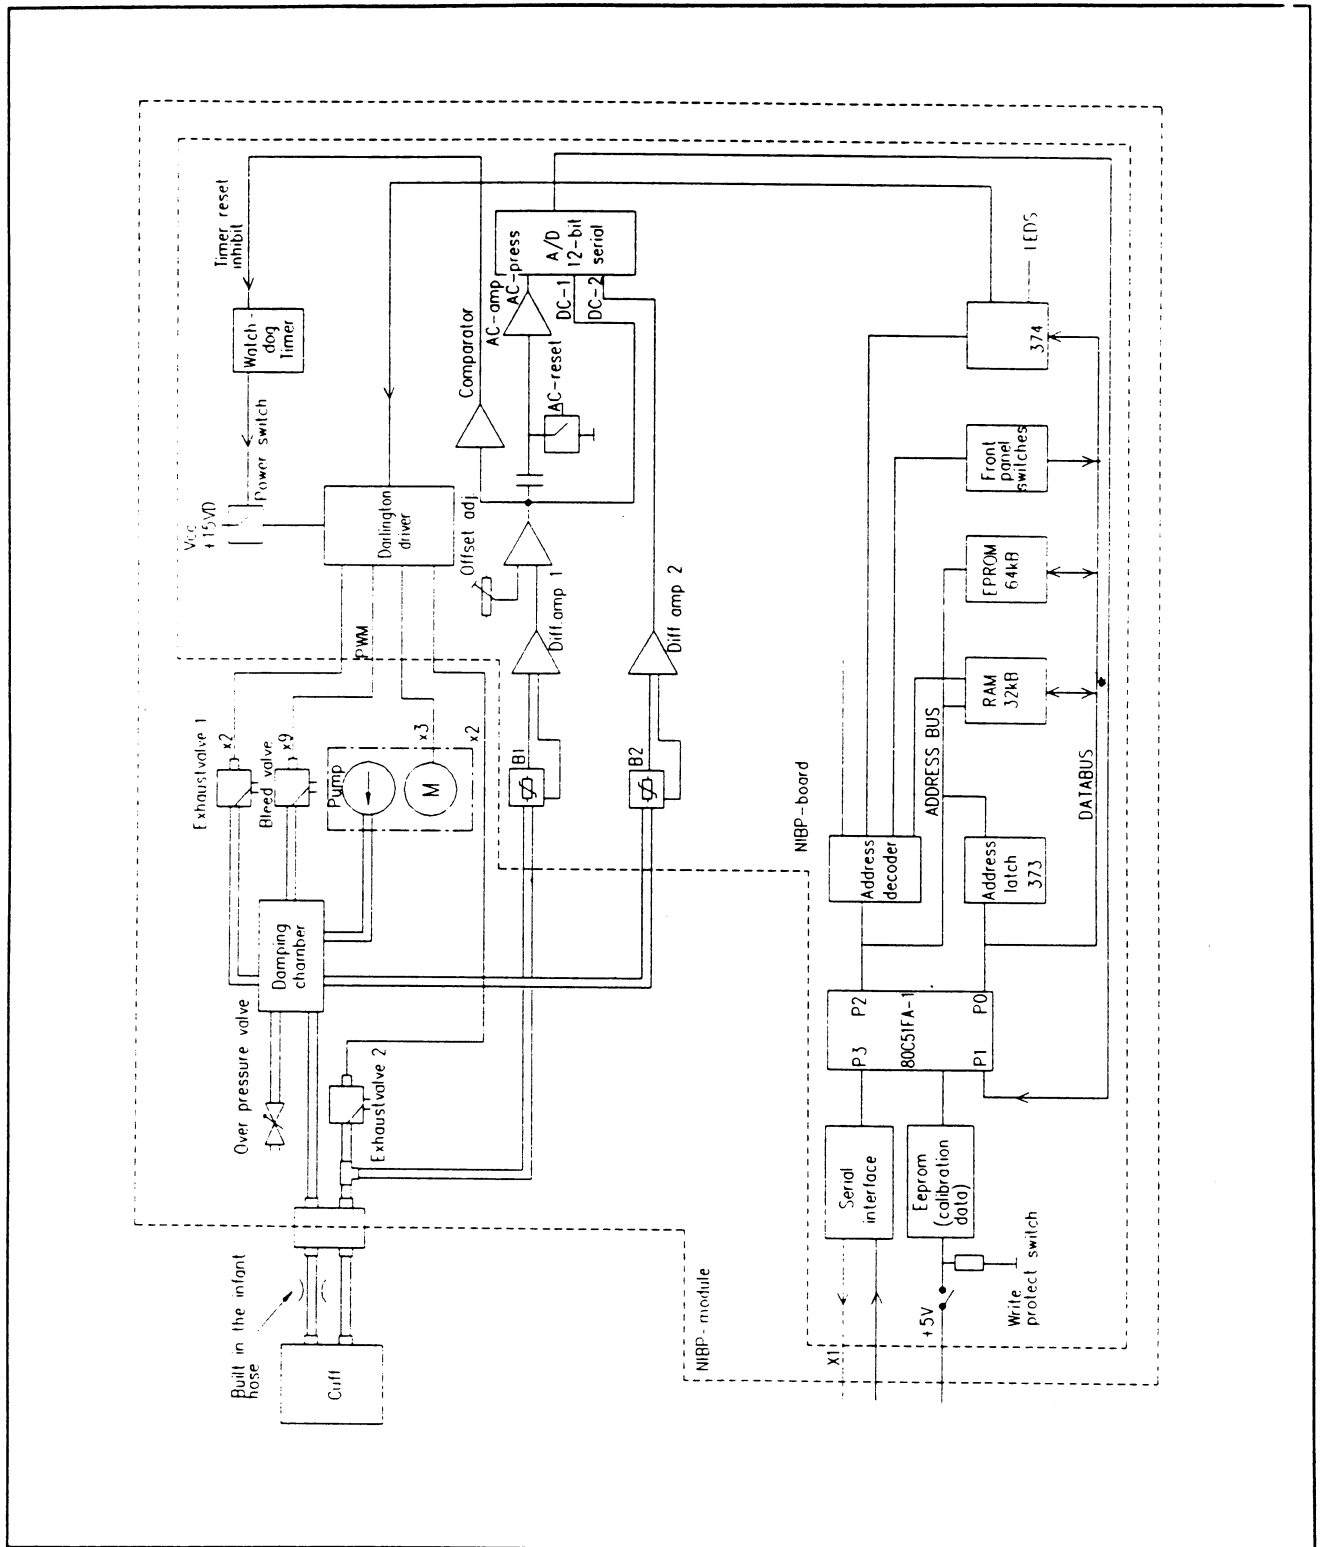 Built in the infant
hose
Cuff
NIBP-module
Over pressure valve
Exhaustvalve 2
Damping
chamber
Exhaustvalve 1
x2
Bleed valve
x9
Pump
M
x3
x2
PWM
B1
B2
Vcc
+15VD
Power switch
Watch-
dog
Timer
Timer reset
inhibit
Darlington
driver
Offset adj.
Diff.amp 1
Diff amp 2
Comparator
AC-reset
AC-amp
AC-press
DC-1
DC-2
A/D
12-bit
serial
NIBP-board
X1
+5V
Write
protect switch
Serial
interface
Eeprom
(calibration
data)
P3
P2
80C51FA-1
P1
P0
Address
decoder
Address
latch
373
ADDRESS BUS
DATABUS
RAM
32kB
EPROM
64kB
Front
panel
switches
374
LEDS